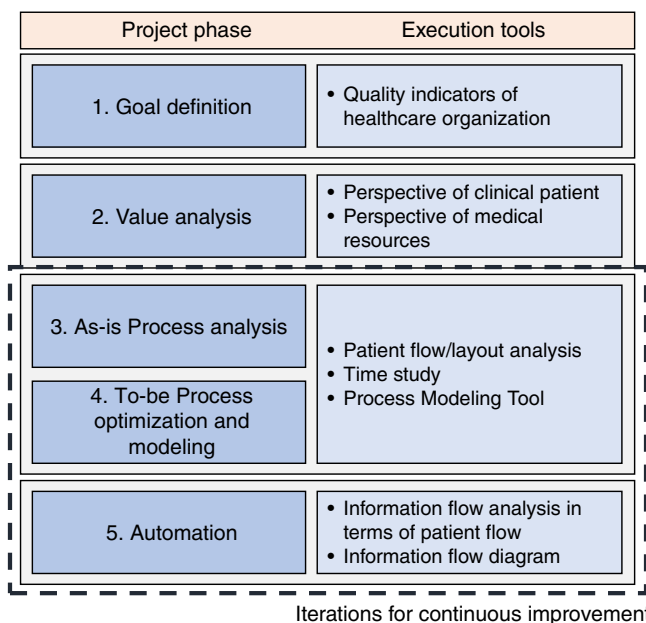 Project phase
Execution tools
1. Goal definition
• Quality indicators of
healthcare organization
2. Value analysis
• Perspective of clinical patient
• Perspective of medical
resources
3. As-is Process analysis
4. To-be Process
optimization and
modeling
• Patient flow/layout analysis
• Time study
• Process Modeling Tool
5. Automation
• Information flow analysis in
terms of patient flow
• Information flow diagram
Iterations for continuous improvement